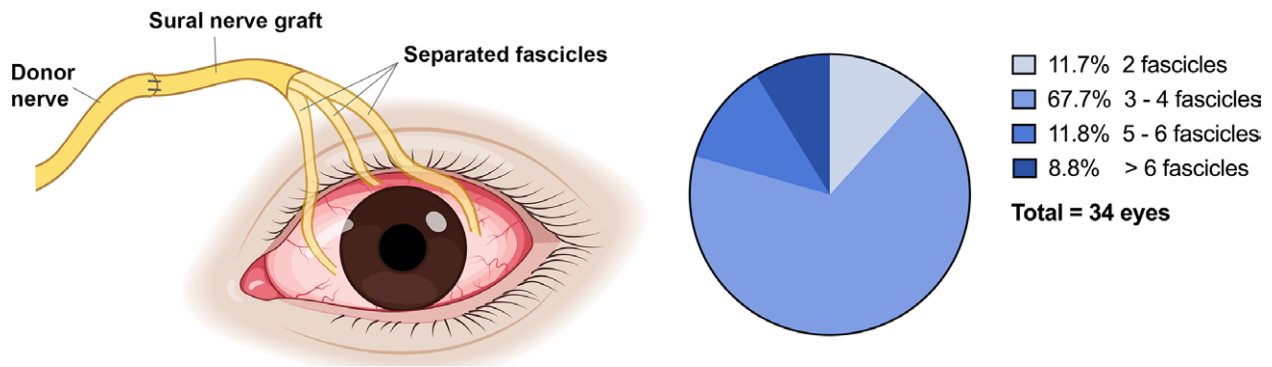 Sural nerve graft
Donor
nerve
Separated fascicles
11.7% 2 fascicles
67.7% 3 - 4 fascicles
11.8% 5 - 6 fascicles
8.8% > 6 fascicles
Total = 34 eyes